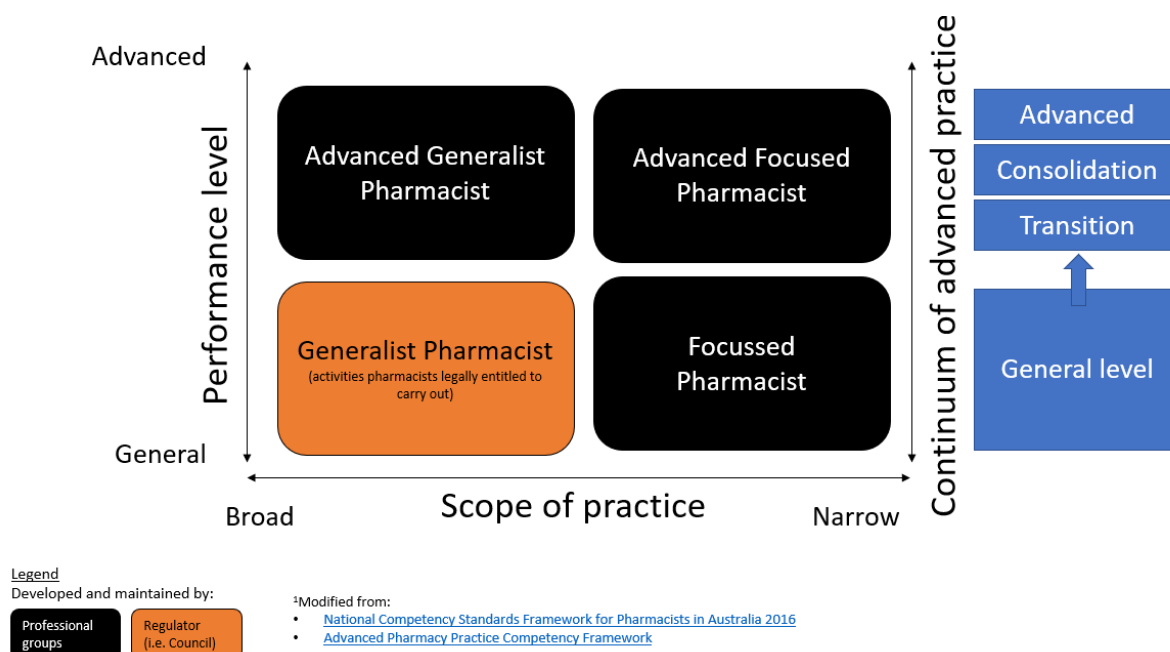 Advanced
Performance level
General
Advanced Generalist
Pharmacist
Advanced Focused
Pharmacist
Generalist Pharmacist
(activities pharmacists legally entitled to
carry out)
Focussed
Pharmacist
Broad
Scope of practice
Narrow
Continuum of advanced practice
Advanced
Consolidation
Transition
General level
Legend
Developed and maintained by:
Professional
groups
Regulator
(i.e. Council)
¹Modified from:
• National Competency Standards Framework for Pharmacists in Australia 2016
• Advanced Pharmacy Practice Competency Framework